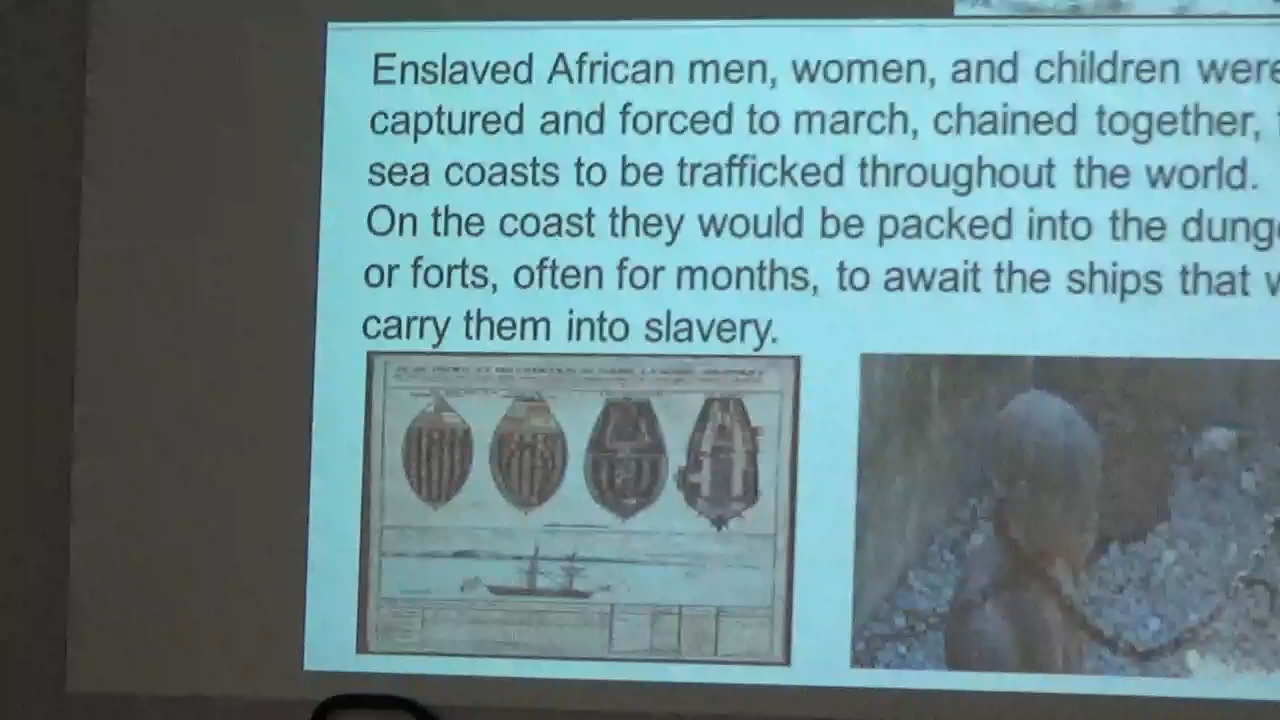 Enslaved African men, women, and children were
captured and forced to march, chained together,
sea coasts to be trafficked throughout the world.
On the coast they would be packed into the
or forts, often for months, to await the ships that
carry them into slavery.